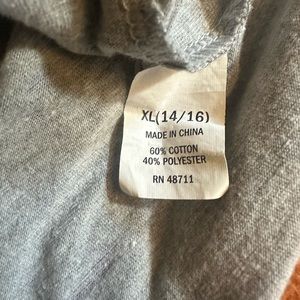 XL(14/16)
MADE IN CHINA
60% COTTON
40% POLYESTER
RN 48711